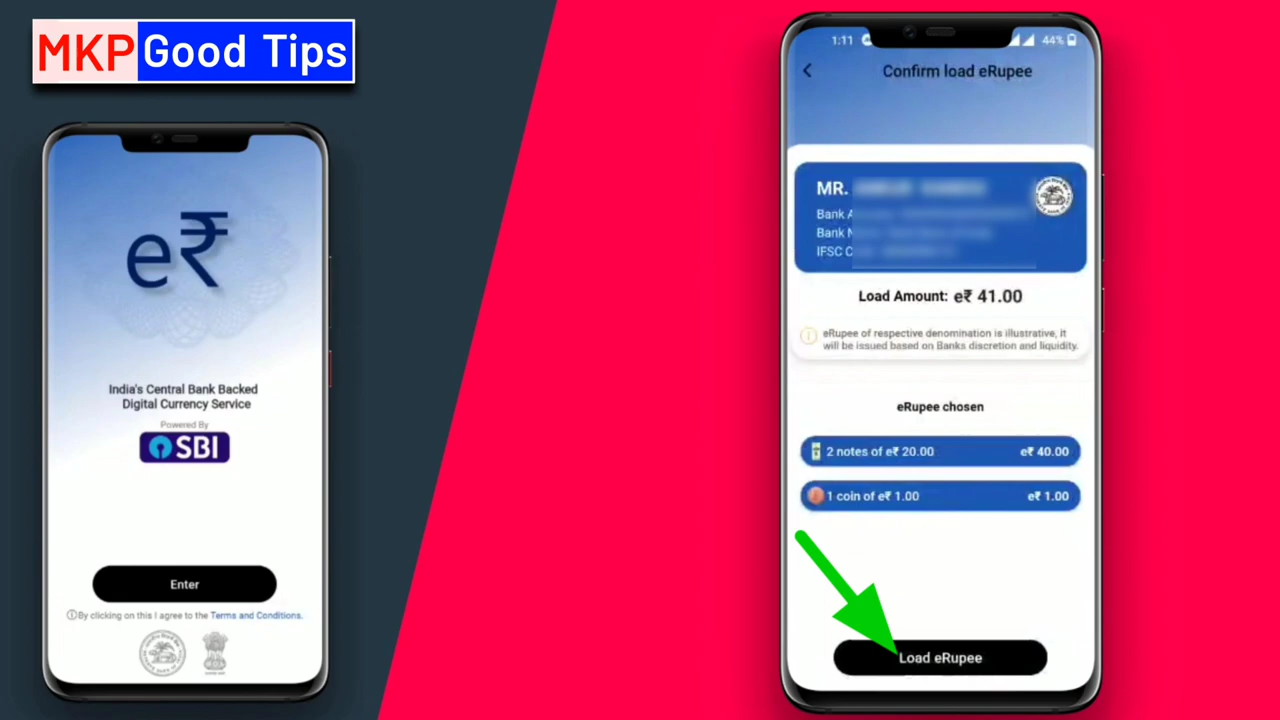 MKP Good Tips
e₹
India's Central Bank Backed
Digital Currency Service
Powered By
SBI
Enter
By clicking on this I agree to the Terms and Conditions.
1:11
44%
Confirm load eRupee
MR.
Bank
Bank
IFSC
Load Amount: e₹ 41.00
eRupee of respective denomination is illustrative, it
will be issued based on Banks discretion and liquidity.
eRupee chosen
2 notes of e₹ 20.00 e₹ 40.00
1 coin of e₹ 1.00 e₹ 1.00
Load eRupee